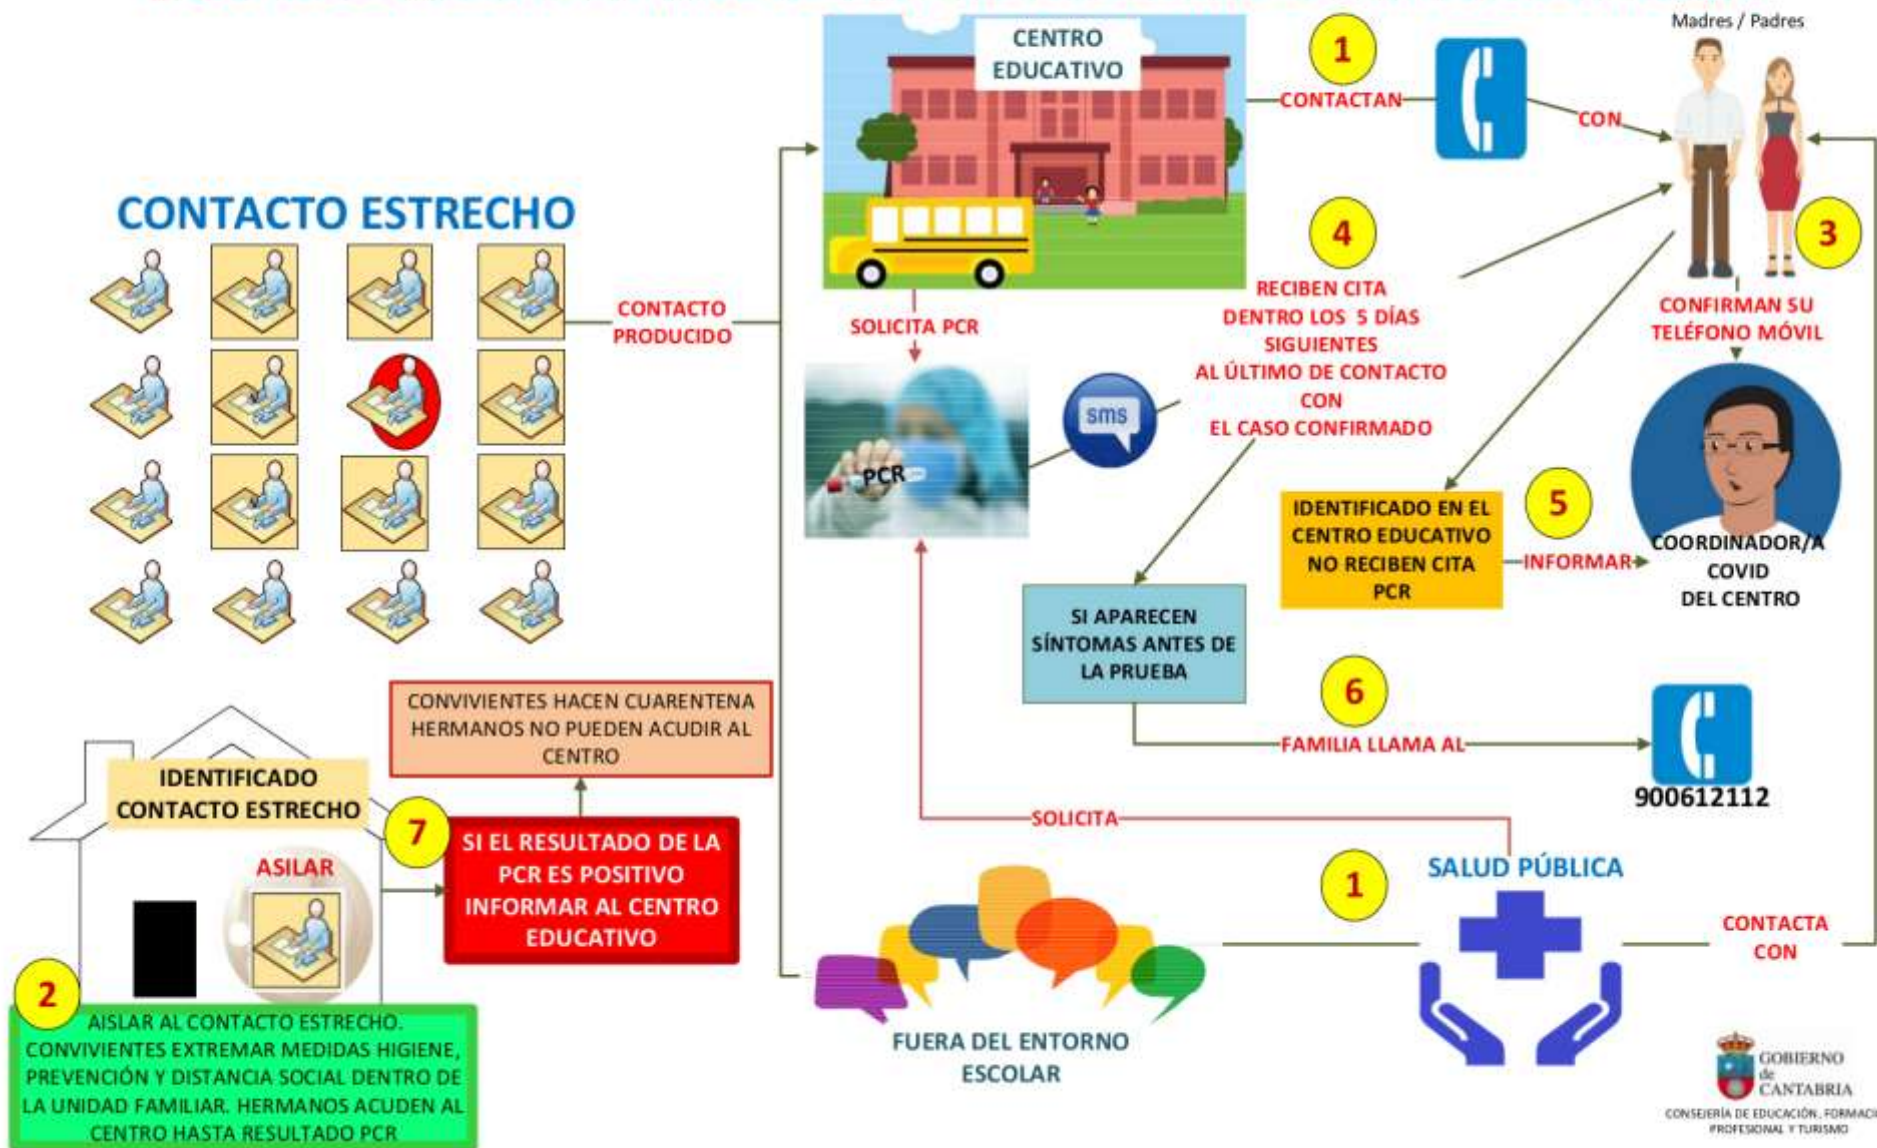 Madres / Padres
CENTRO
EDUCATIVO
1
CONTACTAN
CON
CONTACTO ESTRECHO
CONTACTO
PRODUCIDO
SOLICITA PCR
4
RECIBEN CITA
DENTRO LOS 5 DÍAS
SIGUIENTES
AL ÚLTIMO DE CONTACTO
CON
EL CASO CONFIRMADO
3
CONFIRMAN SU
TELÉFONO MÓVIL
sms
PCR
IDENTIFICADO EN EL
CENTRO EDUCATIVO
NO RECIBEN CITA
PCR
5
INFORMAR
COORDINADOR/A
COVID
DEL CENTRO
SI APARECEN
SÍNTOMAS ANTES DE
LA PRUEBA
6
FAMILIA LLAMA AL
900612112
CONVIVIENTES HACEN CUARENTENA
HERMANOS NO PUEDEN ACUDIR AL
CENTRO
IDENTIFICADO
CONTACTO ESTRECHO
7
SI EL RESULTADO DE LA
PCR ES POSITIVO
INFORMAR AL CENTRO
EDUCATIVO
ASILAR
2
AISLAR AL CONTACTO ESTRECHO.
CONVIVIENTES EXTREMAR MEDIDAS HIGIENE,
PREVENCIÓN Y DISTANCIA SOCIAL DENTRO DE
LA UNIDAD FAMILIAR. HERMANOS ACUDEN AL
CENTRO HASTA RESULTADO PCR
SOLICITA
1
SALUD PÚBLICA
CONTACTA
CON
FUERA DEL ENTORNO
ESCOLAR
GOBIERNO
de
CANTABRIA
CONSEJERÍA DE EDUCACIÓN, FORMACI
PROFESIONAL Y TURISMO